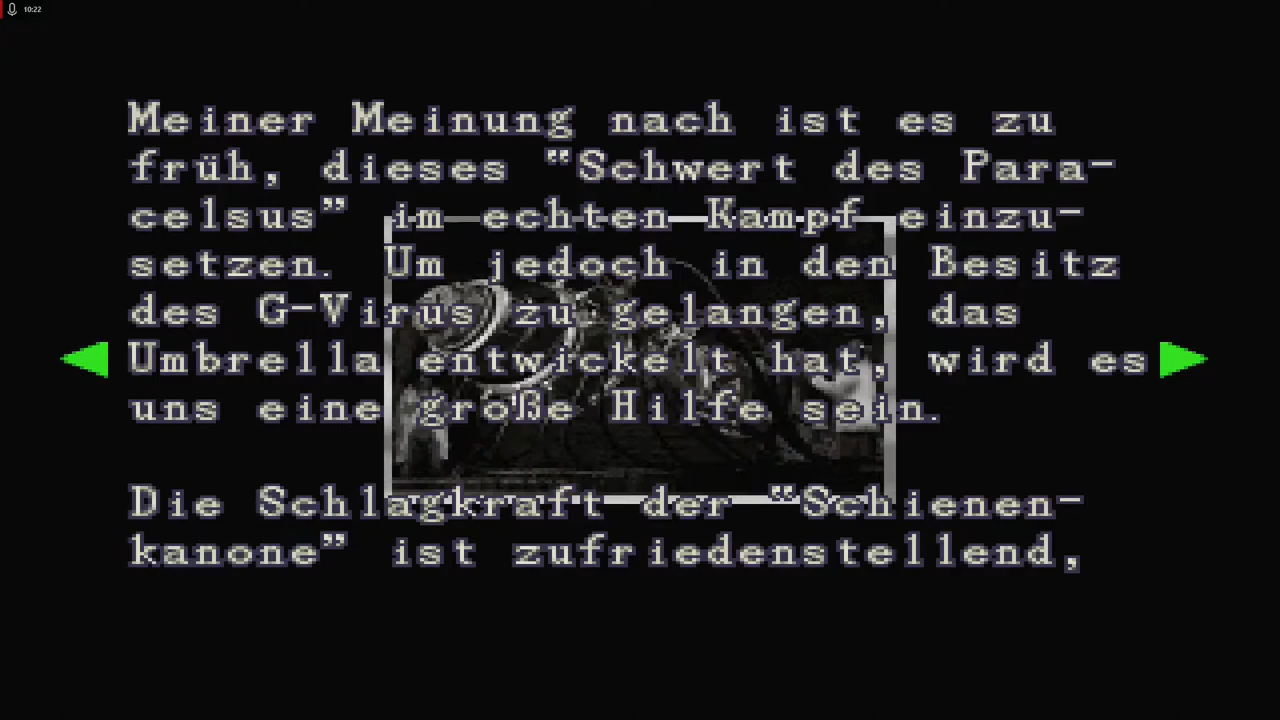 10:22
Meiner Meinung nach ist es zu
früh, dieses "Schwert des Para-
celsus" im echten Kampf einzu-
setzen. Um jedoch in den Besitz
des G-Virus zu gelangen, das
Umbrella entwickelt hat, wird es
uns eine große Hilfe sein.
Die Schlagkraft der "Schienen-
kanone" ist zufriedenstellend,